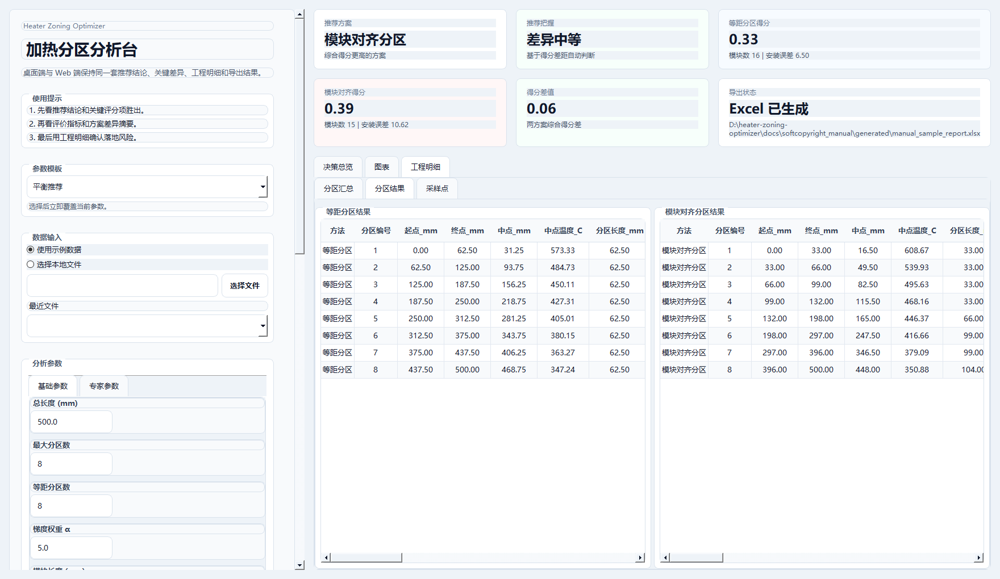 Heater Zoning Optimizer
加热分区分析台
桌面端与 Web 端保持同一套推荐结论、关键差异、工程明细和导出结果。
使用提示
1. 先看推荐结论和关键评分项胜出。
2. 再看评价指标和方案差异摘要。
3. 最后用工程明细确认落地风险。
参数模板
平衡推荐
选择后立即覆盖当前参数。
数据输入
使用示例数据
选择本地文件
选择文件
最近文件
分析参数
基础参数 专家参数
总长度 (mm)
500.0
最大分区数
8
等距分区数
8
梯度权重 α
5.0
推荐方案
模块对齐分区
综合得分更高的方案
推荐把握
差异中等
基于得分差距自动判断
等距分区得分
0.33
模块数 16 | 安装误差 6.50
模块对齐得分
0.39
模块数 15 | 安装误差 10.62
得分差值
0.06
两方案综合得分差
导出状态
Excel 已生成
D:\heater-zoning-
optimizer\docs\softcopyright_manual\generated\manual_sample_report.xlsx
决策总览 图表 工程明细
分区汇总 分区结果 采样点
等距分区结果
方法 分区编号 起点_mm 终点_mm 中点_mm 中点温度_C 分区长度_mm
等距分区 1 0.00 62.50 31.25 573.33 62.50
等距分区 2 62.50 125.00 93.75 484.73 62.50
等距分区 3 125.00 187.50 156.25 450.11 62.50
等距分区 4 187.50 250.00 218.75 427.31 62.50
等距分区 5 250.00 312.50 281.25 405.01 62.50
等距分区 6 312.50 375.00 343.75 380.15 62.50
等距分区 7 375.00 437.50 406.25 363.27 62.50
等距分区 8 437.50 500.00 468.75 347.24 62.50
模块对齐分区结果
方法 分区编号 起点_mm 终点_mm 中点_mm 中点温度_C 分区长度_
模块对齐分区 1 0.00 33.00 16.50 608.67 33.00
模块对齐分区 2 33.00 66.00 49.50 539.93 33.00
模块对齐分区 3 66.00 99.00 82.50 495.63 33.00
模块对齐分区 4 99.00 132.00 115.50 468.16 33.00
模块对齐分区 5 132.00 198.00 165.00 446.37 66.00
模块对齐分区 6 198.00 297.00 247.50 416.66 99.00
模块对齐分区 7 297.00 396.00 346.50 379.09 99.00
模块对齐分区 8 396.00 500.00 448.00 350.88 104.00